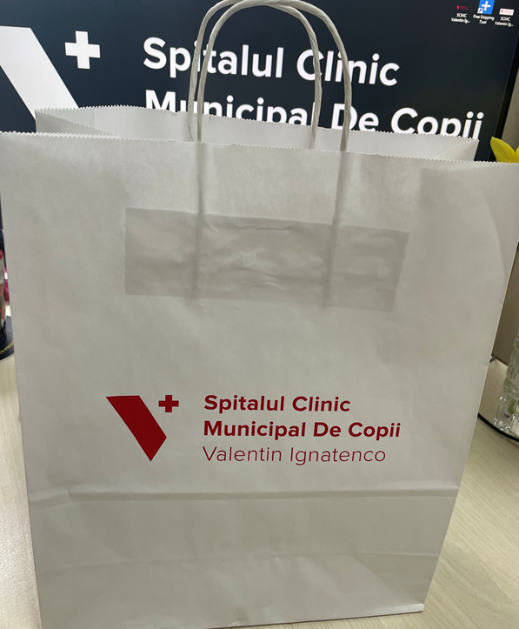 Spitalul Clinic
Municipal De Copii
Spitalul Clinic
Municipal De Copii
Valentin Ignatenco